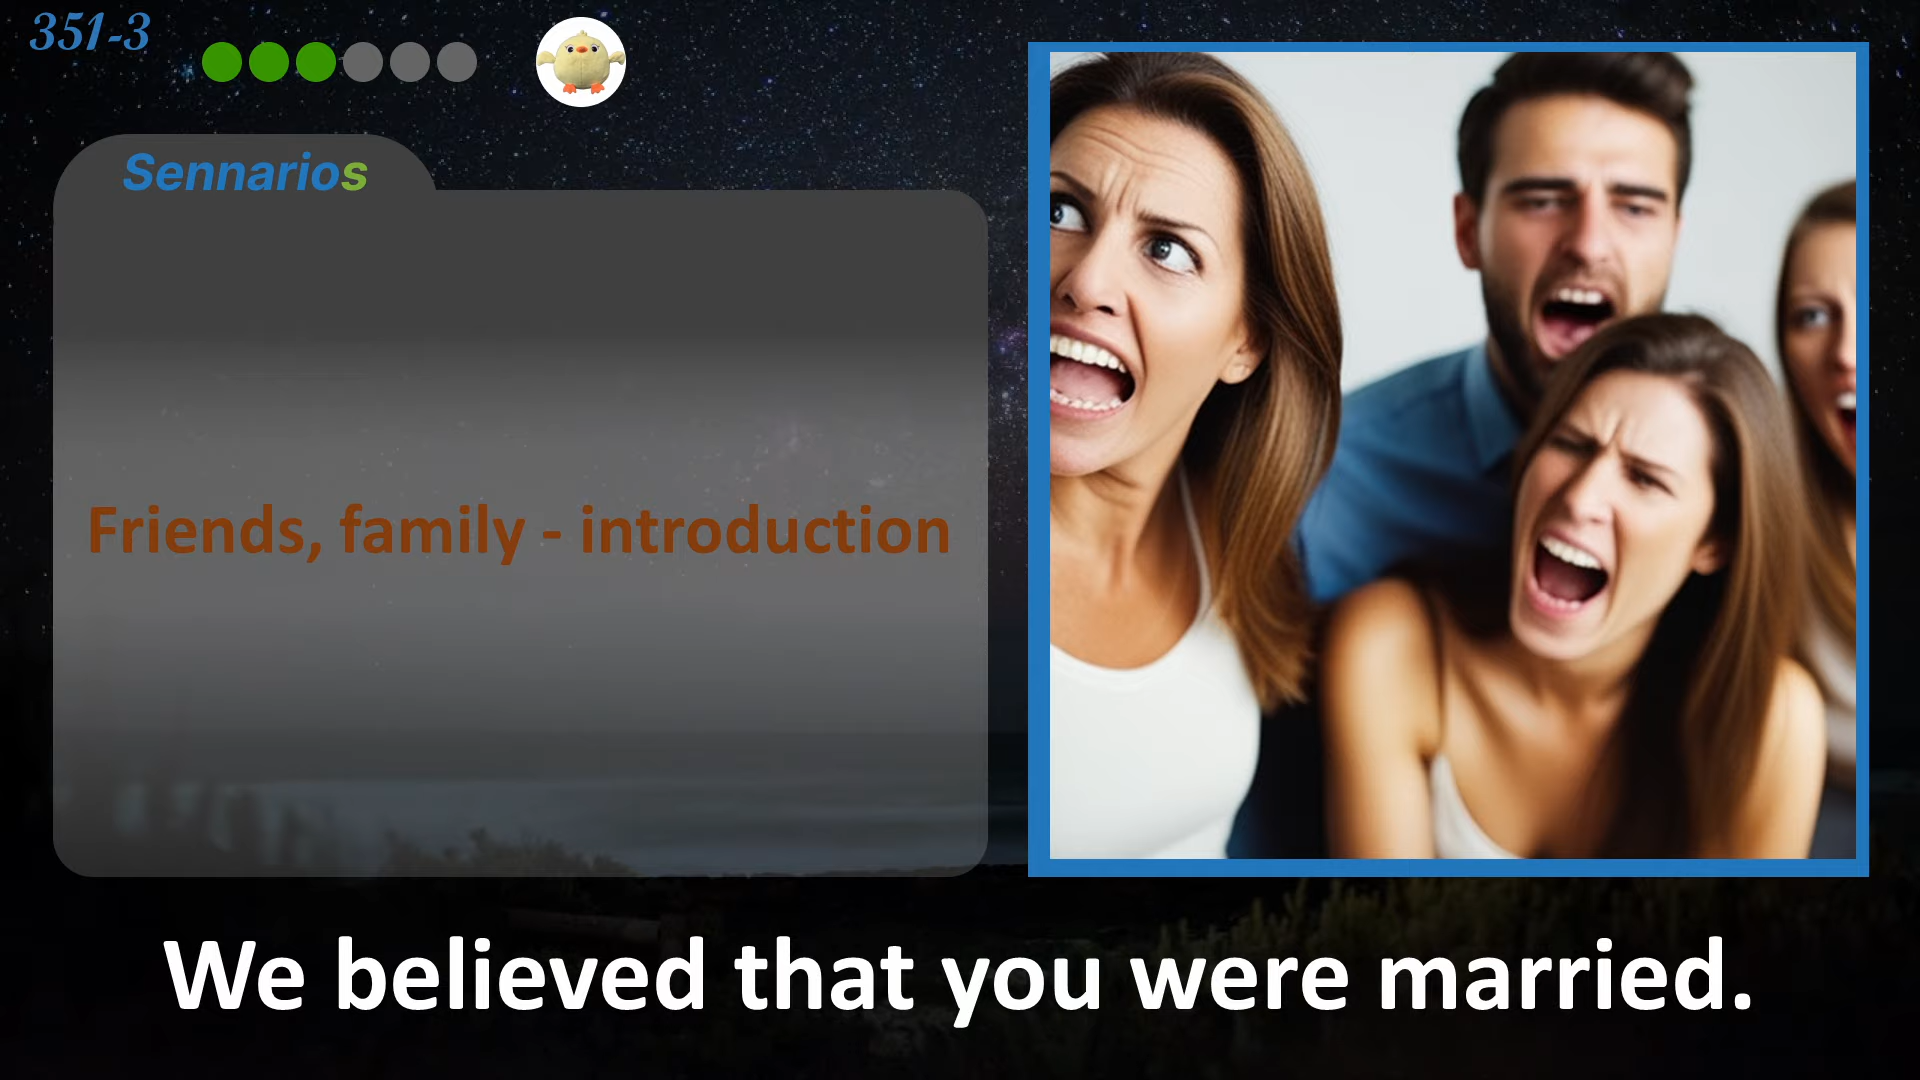 351-3
Sennarios
Friends, family - introduction
We believed that you were married.